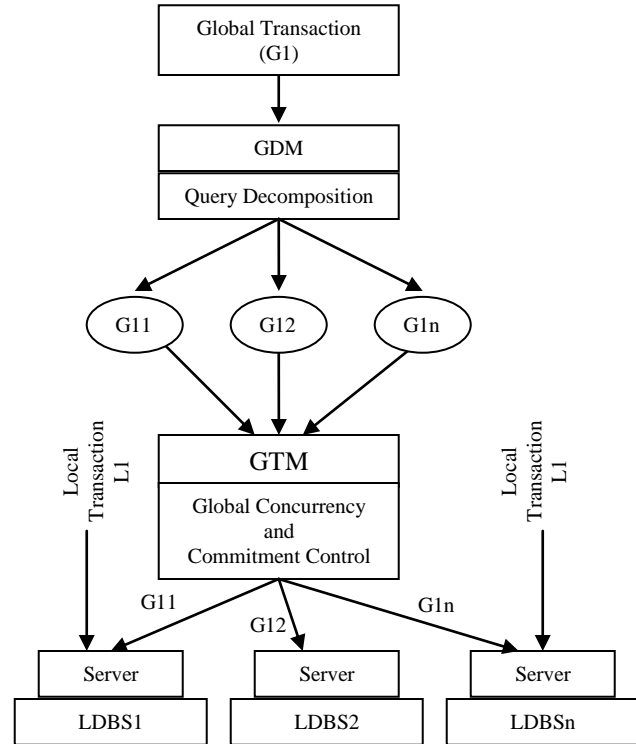 Global Transaction
(G1)
GDM
Query Decomposition
G11
G12
G1n
Local
Transaction
L1
GTM
Global Concurrency
and
Commitment Control
Local
Transaction
L1
G11
G12
G1n
Server
Server
Server
LDBS1
LDBS2
LDBSn